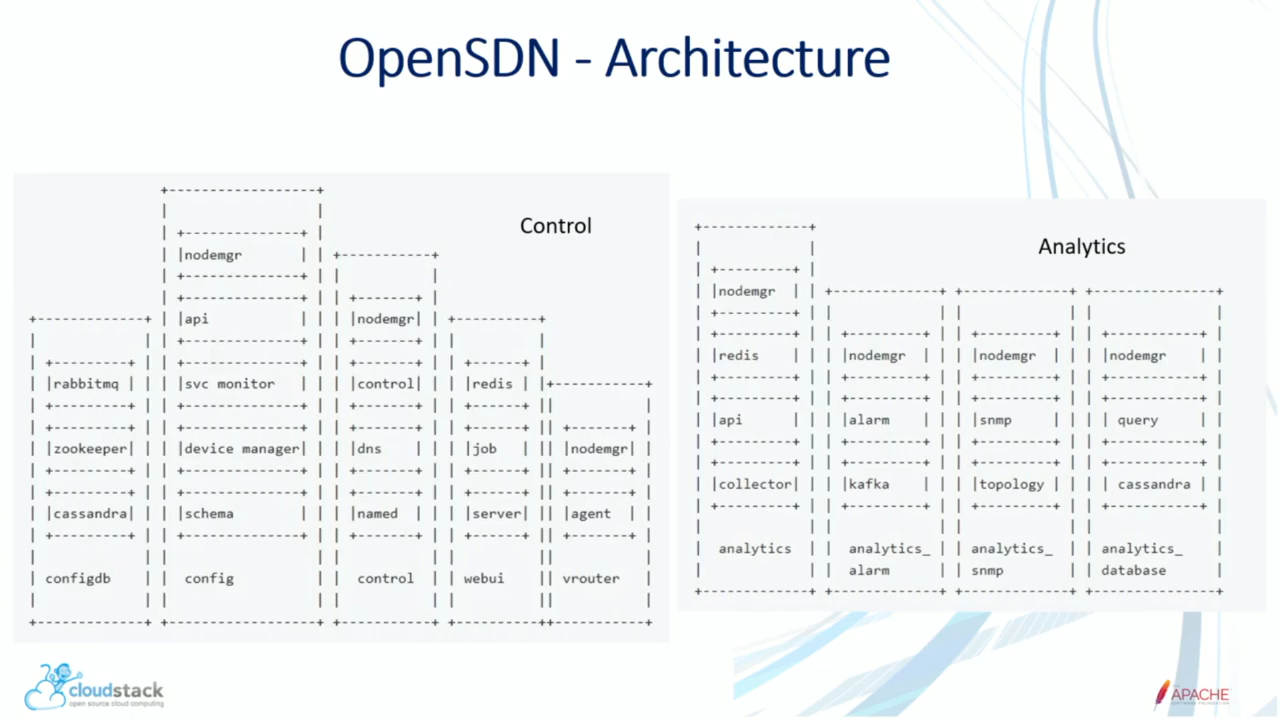 OpenSDN - Architecture
Control
nodemgr
api
svc monitor
device manager
schema
config
rabbitmq
zookeeper
cassandra
configdb
nodemgr
control
dns
named
control
redis
job
server
webui
nodemgr
agent
vrouter
Analytics
nodemgr
redis
api
collector
analytics
nodemgr
alarm
kafka
analytics_
alarm
nodemgr
snmp
topology
analytics_
snmp
nodemgr
query
cassandra
analytics_
database
cloudstack
open source cloud computing
APACHE
SOFTWARE FOUNDATION